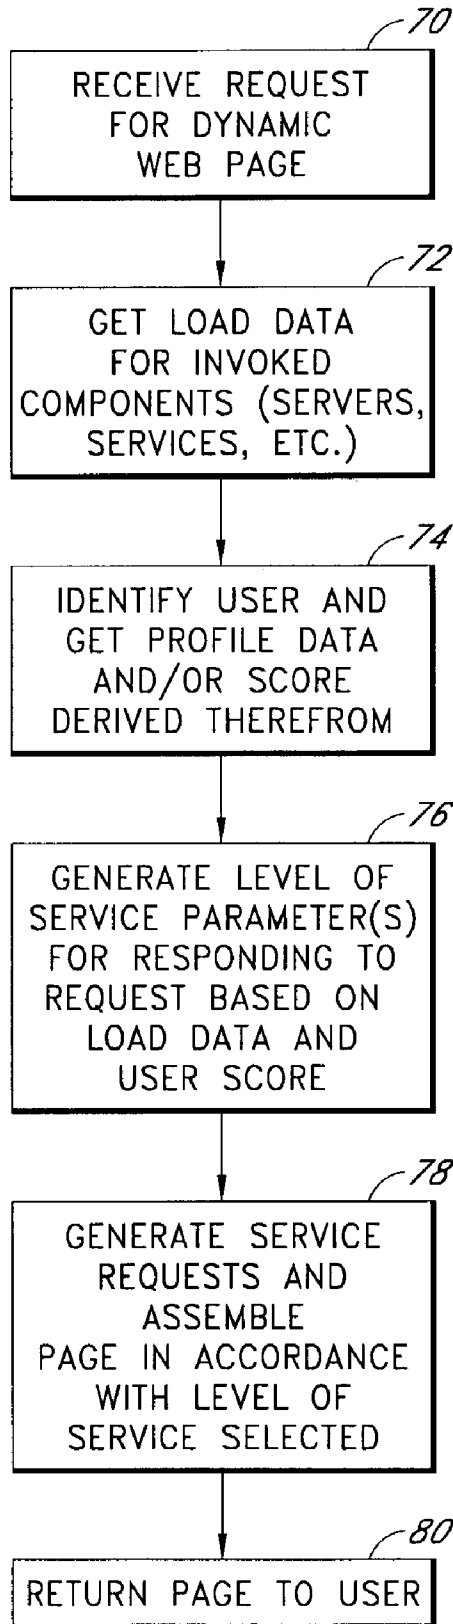 70
RECEIVE REQUEST
FOR DYNAMIC
WEB PAGE
72
GET LOAD DATA
FOR INVOKED
COMPONENTS (SERVERS,
SERVICES, ETC.)
74
IDENTIFY USER AND
GET PROFILE DATA
AND/OR SCORE
DERIVED THEREFROM
76
GENERATE LEVEL OF
SERVICE PARAMETER(S)
FOR RESPONDING TO
REQUEST BASED ON
LOAD DATA AND
USER SCORE
78
GENERATE SERVICE
REQUESTS AND
ASSEMBLE
PAGE IN ACCORDANCE
WITH LEVEL OF
SERVICE SELECTED
80
RETURN PAGE TO USER